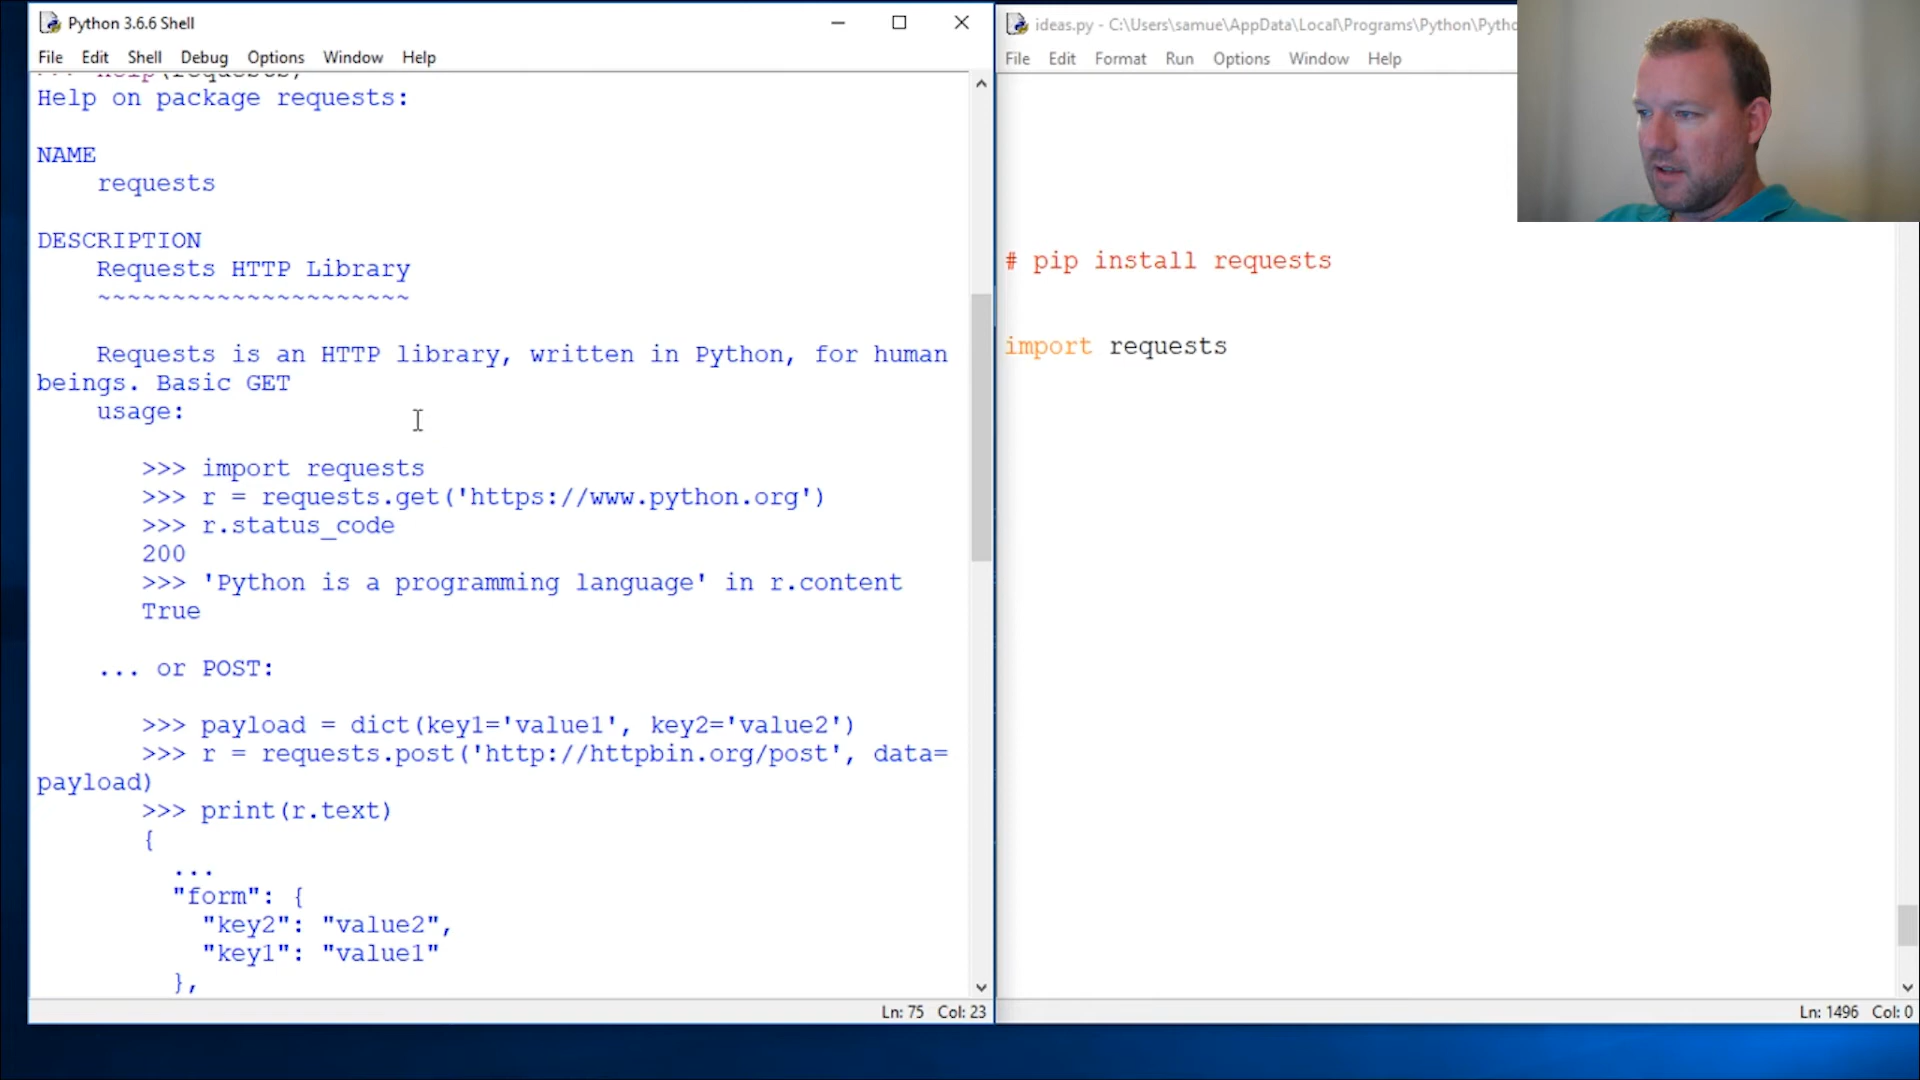 Python 3.6.6 Shell
File Edit Shell Debug Options Window Help
>>> help(requests)
Help on package requests:
NAME
requests
DESCRIPTION
Requests HTTP Library
~~~~~~~~~~~~~~~~~~~~~
Requests is an HTTP library, written in Python, for human
beings. Basic GET
usage:
>>> import requests
>>> r = requests.get('https://www.python.org')
>>> r.status_code
200
>>> 'Python is a programming language' in r.content
True
... or POST:
>>> payload = dict(key1='value1', key2='value2')
>>> r = requests.post('http://httpbin.org/post', data=
payload)
>>> print(r.text)
{
...
"form": {
"key2": "value2",
"key1": "value1"
},
Ln: 75 Col: 23
ideas.py - C:\Users\samue\AppData\Local\Programs\Python\Pytho
File Edit Format Run Options Window Help
# pip install requests
import requests
Ln: 1496 Col: 0